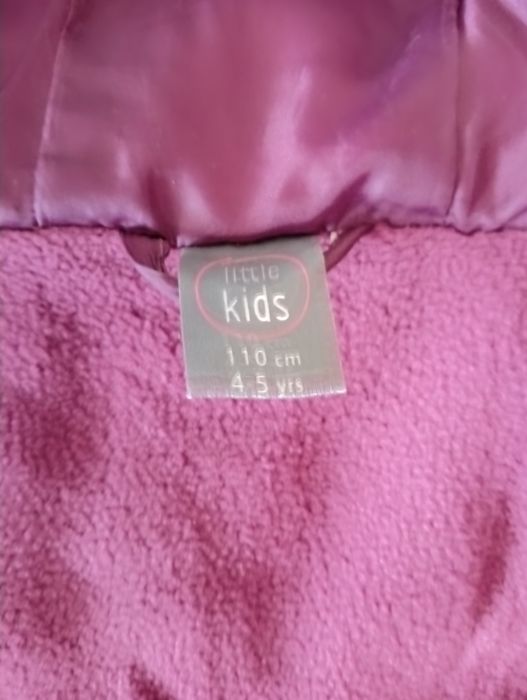 little
kids
110 cm
4-5 yrs